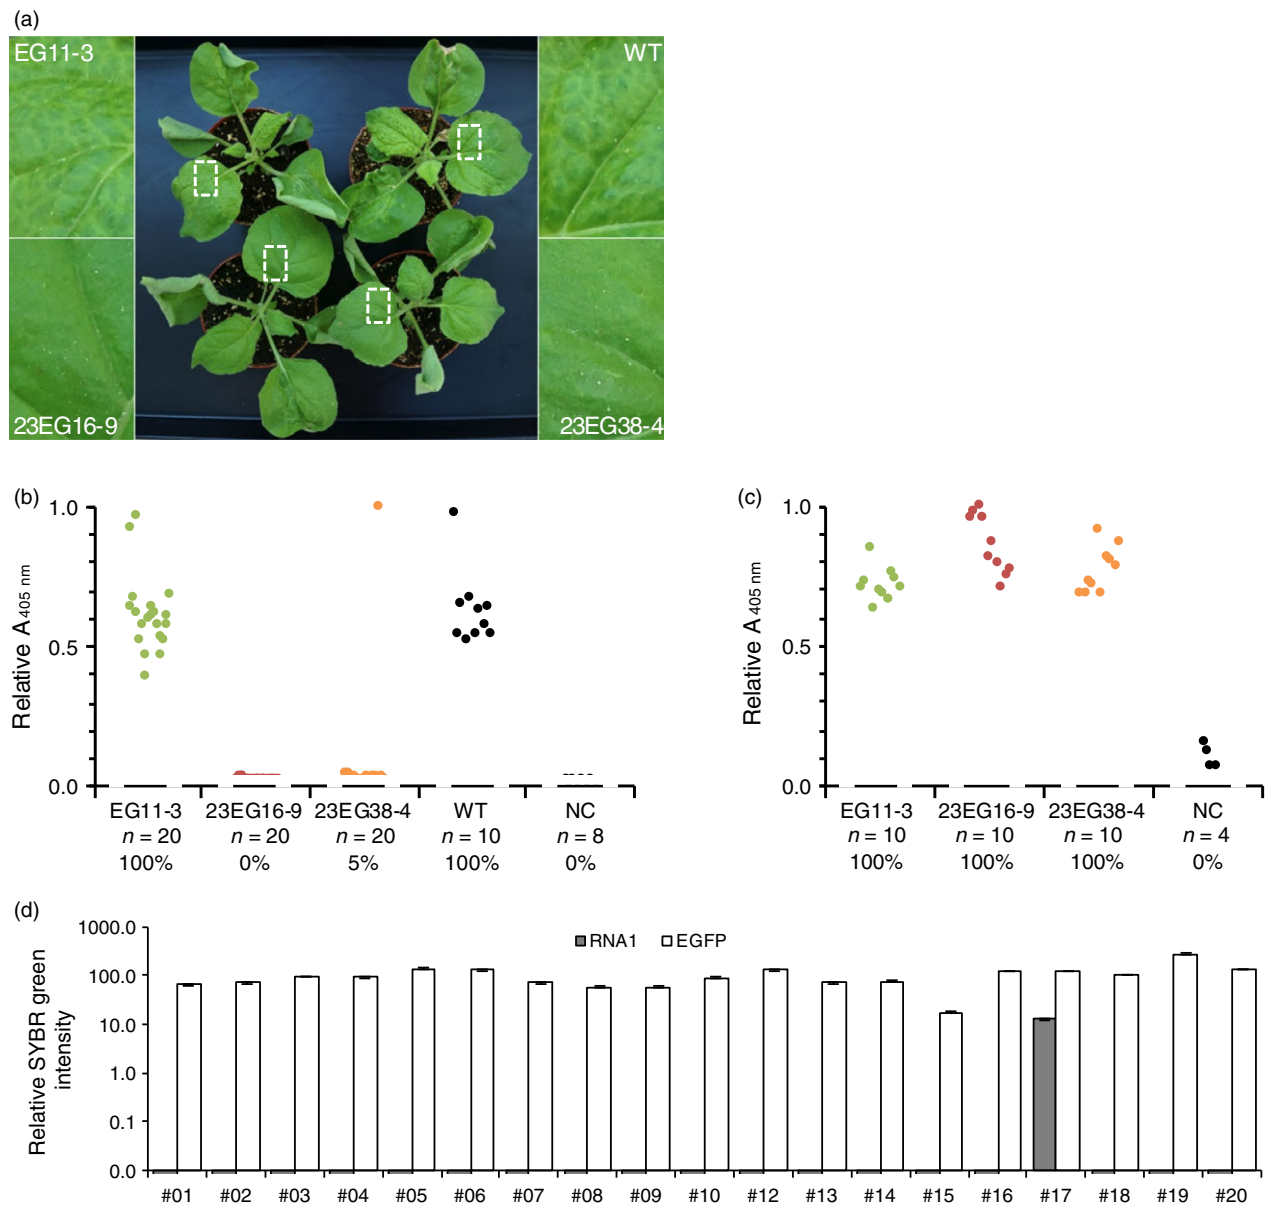 (a)
EG11-3
WT
23EG16-9
23EG38-4
(b)
Relative A405 nm
1.0
0.5
0.0
EG11-3 23EG16-9 23EG38-4 WT NC
n = 20 n = 20 n = 20 n = 10 n = 8
100% 0% 5% 100% 0%
(c)
Relative A405 nm
1.0
0.5
0.0
EG11-3 23EG16-9 23EG38-4 NC
n = 10 n = 10 n = 10 n = 4
100% 100% 100% 0%
(d)
Relative SYBR green
intensity
1000.0
100.0
10.0
1.0
0.1
0.0
RNA1 EGFP
#01 #02 #03 #04 #05 #06 #07 #08 #09 #10 #12 #13 #14 #15 #16 #17 #18 #19 #20